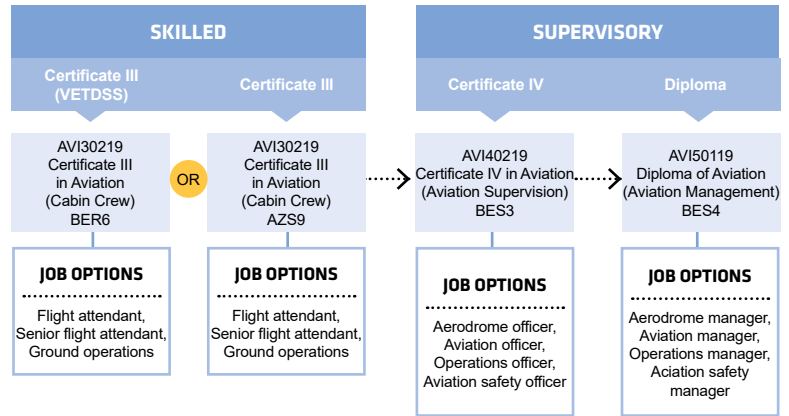 SKILLED
SUPERVISORY
Certificate III
(VETDSS)
Certificate III
Certificate IV
Diploma
AVI30219
Certificate III
in Aviation
(Cabin Crew)
BER6
OR
AVI30219
Certificate III
in Aviation
(Cabin Crew)
AZS9
AVI40219
Certificate IV in Aviation
(Aviation Supervision)
BES3
AVI50119
Diploma of Aviation
(Aviation Management)
BES4
JOB OPTIONS
Flight attendant,
Senior flight attendant,
Ground operations
JOB OPTIONS
Flight attendant,
Senior flight attendant,
Ground operations
JOB OPTIONS
Aerodrome officer,
Aviation officer,
Operations officer,
Aviation safety officer
JOB OPTIONS
Aerodrome manager,
Aviation manager,
Operations manager,
Aciation safety
manager